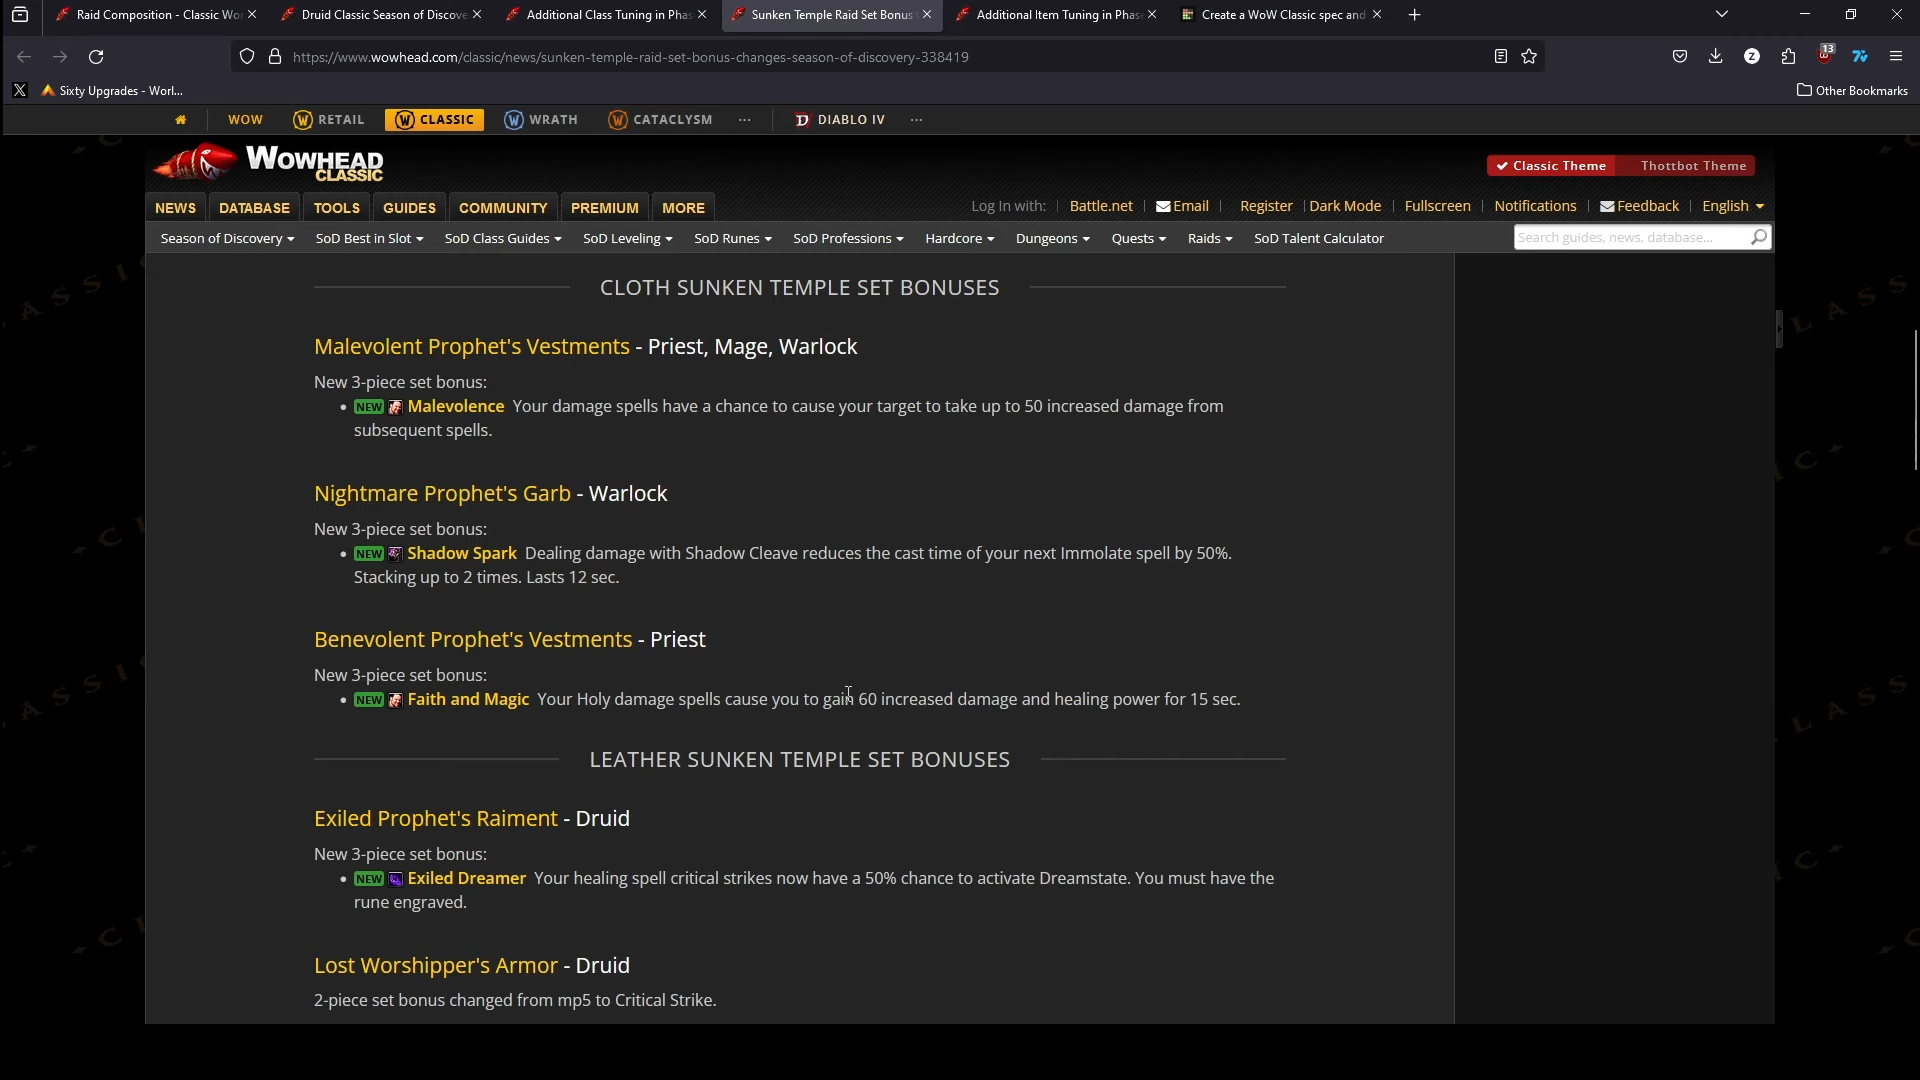 Raid Composition - Classic Wo
Druid Classic Season of Discove
Additional Class Tuning in Phas
Sunken Temple Raid Set Bonus
Additional Item Tuning in Phase
Create a WoW Classic spec and
https://www.wowhead.com/classic/news/sunken-temple-raid-set-bonus-changes-season-of-discovery-338419
Z
13
Sixty Upgrades - Worl...
Other Bookmarks
WOW
RETAIL
CLASSIC
WRATH
CATACLYSM
...
DIABLO IV
...
WOWHEAD
CLASSIC
Classic Theme
Thottbot Theme
NEWS DATABASE TOOLS GUIDES COMMUNITY PREMIUM MORE
Log In with: Battle.net Email Register Dark Mode Fullscreen Notifications Feedback English
Season of Discovery SoD Best in Slot SoD Class Guides SoD Leveling SoD Runes SoD Professions Hardcore Dungeons Quests Raids SoD Talent Calculator
Search guides, news, database...
CLOTH SUNKEN TEMPLE SET BONUSES
Malevolent Prophet's Vestments - Priest, Mage, Warlock
New 3-piece set bonus:
• NEW Malevolence Your damage spells have a chance to cause your target to take up to 50 increased damage from
subsequent spells.
Nightmare Prophet's Garb - Warlock
New 3-piece set bonus:
• NEW Shadow Spark Dealing damage with Shadow Cleave reduces the cast time of your next Immolate spell by 50%.
Stacking up to 2 times. Lasts 12 sec.
Benevolent Prophet's Vestments - Priest
New 3-piece set bonus:
• NEW Faith and Magic Your Holy damage spells cause you to gain 60 increased damage and healing power for 15 sec.
LEATHER SUNKEN TEMPLE SET BONUSES
Exiled Prophet's Raiment - Druid
New 3-piece set bonus:
• NEW Exiled Dreamer Your healing spell critical strikes now have a 50% chance to activate Dreamstate. You must have the
rune engraved.
Lost Worshipper's Armor - Druid
2-piece set bonus changed from mp5 to Critical Strike.